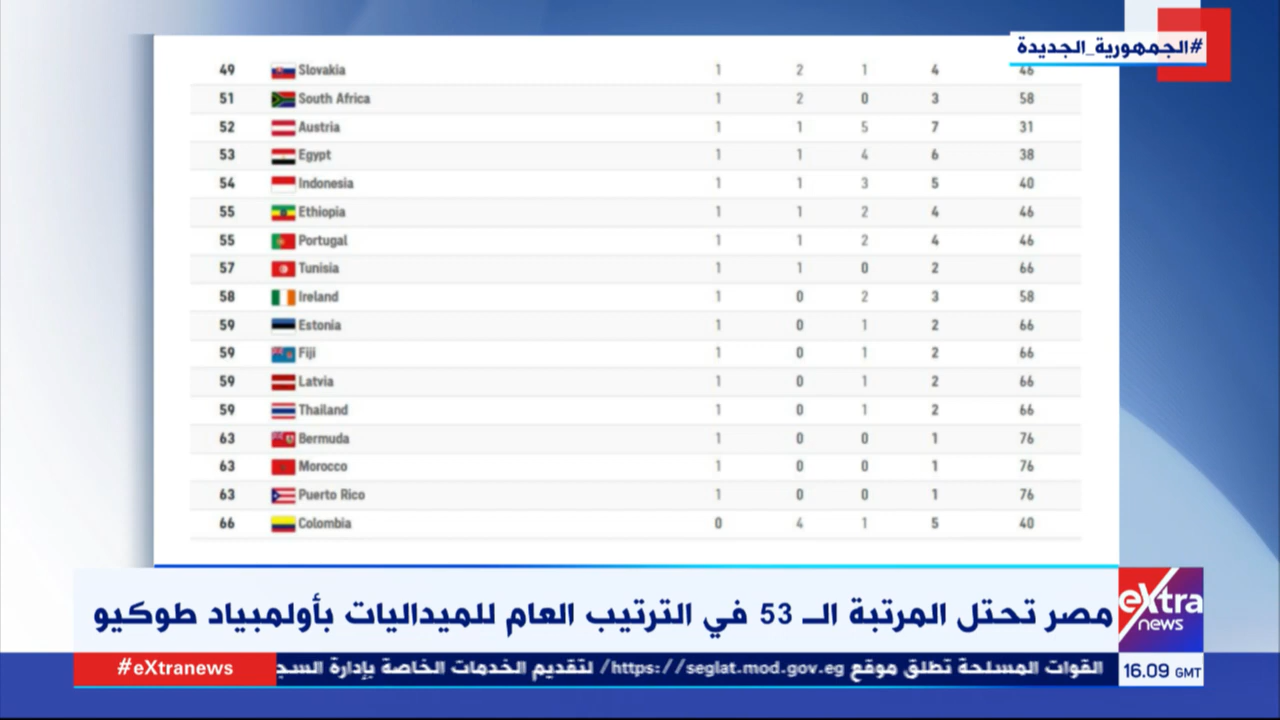 #الجمهورية_الجديدة
49 Slovakia 1 2 1 4 46
51 South Africa 1 2 0 3 58
52 Austria 1 1 5 7 31
53 Egypt 1 1 4 6 38
54 Indonesia 1 1 3 5 40
55 Ethiopia 1 1 2 4 46
55 Portugal 1 1 2 4 46
57 Tunisia 1 1 0 2 66
58 Ireland 1 0 2 3 58
59 Estonia 1 0 1 2 66
59 Fiji 1 0 1 2 66
59 Latvia 1 0 1 2 66
59 Thailand 1 0 1 2 66
63 Bermuda 1 0 0 1 76
63 Morocco 1 0 0 1 76
63 Puerto Rico 1 0 0 1 76
66 Colombia 0 4 1 5 40
مصر تحتل المرتبة الـ 53 في الترتيب العام للميداليات بأولمبياد طوكيو
eXtra
news
القوات المسلحة تطلق موقع https://seglat.mod.gov.eg/ لتقديم الخدمات الخاصة بإدارة
#eXtranews
16.09 GMT